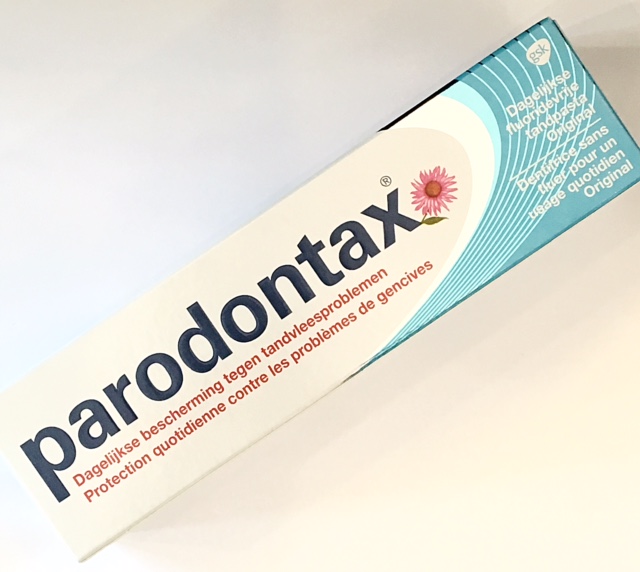 parodontax®
Dagelijkse bescherming tegen tandvleesproblemen
Protection quotidienne contre les problèmes de gencives
gsk
Dagelijkse
fluoridevrije
tandpasta
Original
Dentifrice sans
fluor pour un
usage quotidien
Original